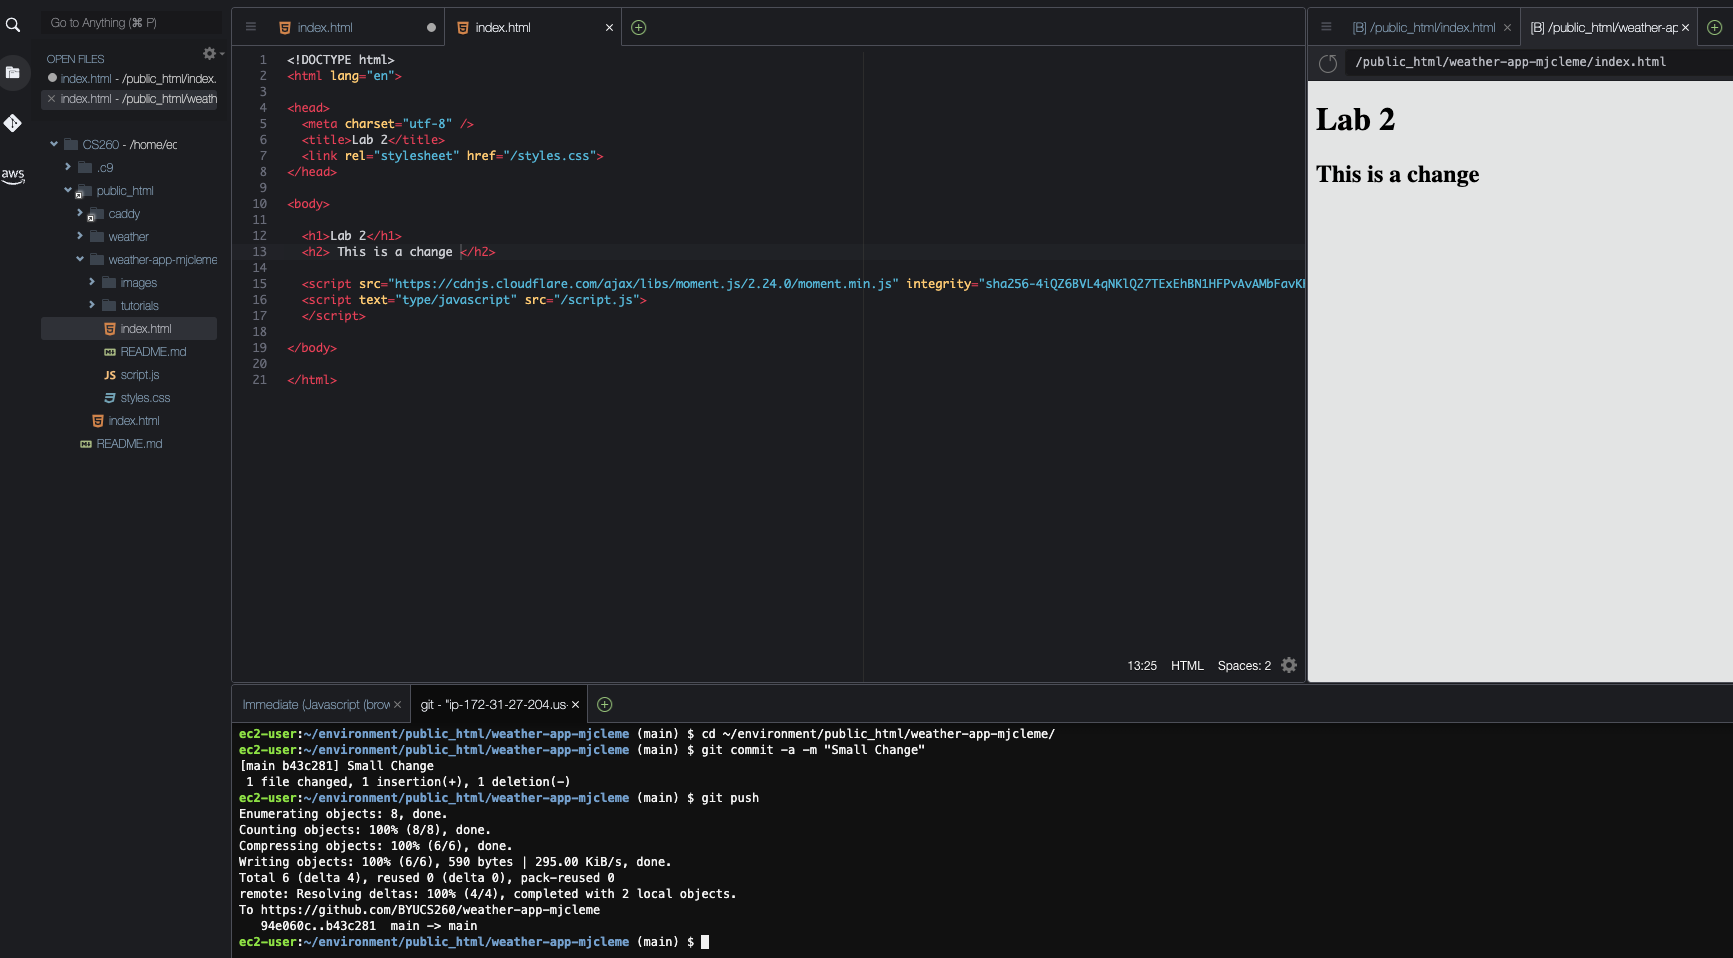 Go to Anything (⌘ P)
OPEN FILES
index.html - /public_html/index.
index.html - /public_html/weath
aws
CS260 - /home/ec
.c9
public_html
caddy
weather
weather-app-mjcleme
images
tutorials
index.html
README.md
JS script.js
styles.css
index.html
README.md
index.html
index.html
1 <!DOCTYPE html>
2 <html lang="en">
3
4 <head>
5 <meta charset="utf-8" />
6 <title>Lab 2</title>
7 <link rel="stylesheet" href="/styles.css">
8 </head>
9
10 <body>
11
12 <h1>Lab 2</h1>
13 <h2> This is a change </h2>
14
15 <script src="https://cdnjs.cloudflare.com/ajax/libs/moment.js/2.24.0/moment.min.js" integrity="sha256-4iQZ6BVL4qNKlQ27TExEhBN1HFPvAvAMbFavKK
16 <script text="type/javascript" src="/script.js">
17 </script>
18
19 </body>
20
21 </html>
13:25 HTML Spaces: 2
[B] /public_html/index.html
[B] /public_html/weather-ap
/public_html/weather-app-mjcleme/index.html
Lab 2
This is a change
Immediate (Javascript (brow
git - "ip-172-31-27-204.us-
ec2-user:~/environment/public_html/weather-app-mjcleme (main) $ cd ~/environment/public_html/weather-app-mjcleme/
ec2-user:~/environment/public_html/weather-app-mjcleme (main) $ git commit -a -m "Small Change"
[main b43c281] Small Change
1 file changed, 1 insertion(+), 1 deletion(-)
ec2-user:~/environment/public_html/weather-app-mjcleme (main) $ git push
Enumerating objects: 8, done.
Counting objects: 100% (8/8), done.
Compressing objects: 100% (6/6), done.
Writing objects: 100% (6/6), 590 bytes | 295.00 KiB/s, done.
Total 6 (delta 4), reused 0 (delta 0), pack-reused 0
remote: Resolving deltas: 100% (4/4), completed with 2 local objects.
To https://github.com/BYUCS260/weather-app-mjcleme
94e060c..b43c281 main -> main
ec2-user:~/environment/public_html/weather-app-mjcleme (main) $